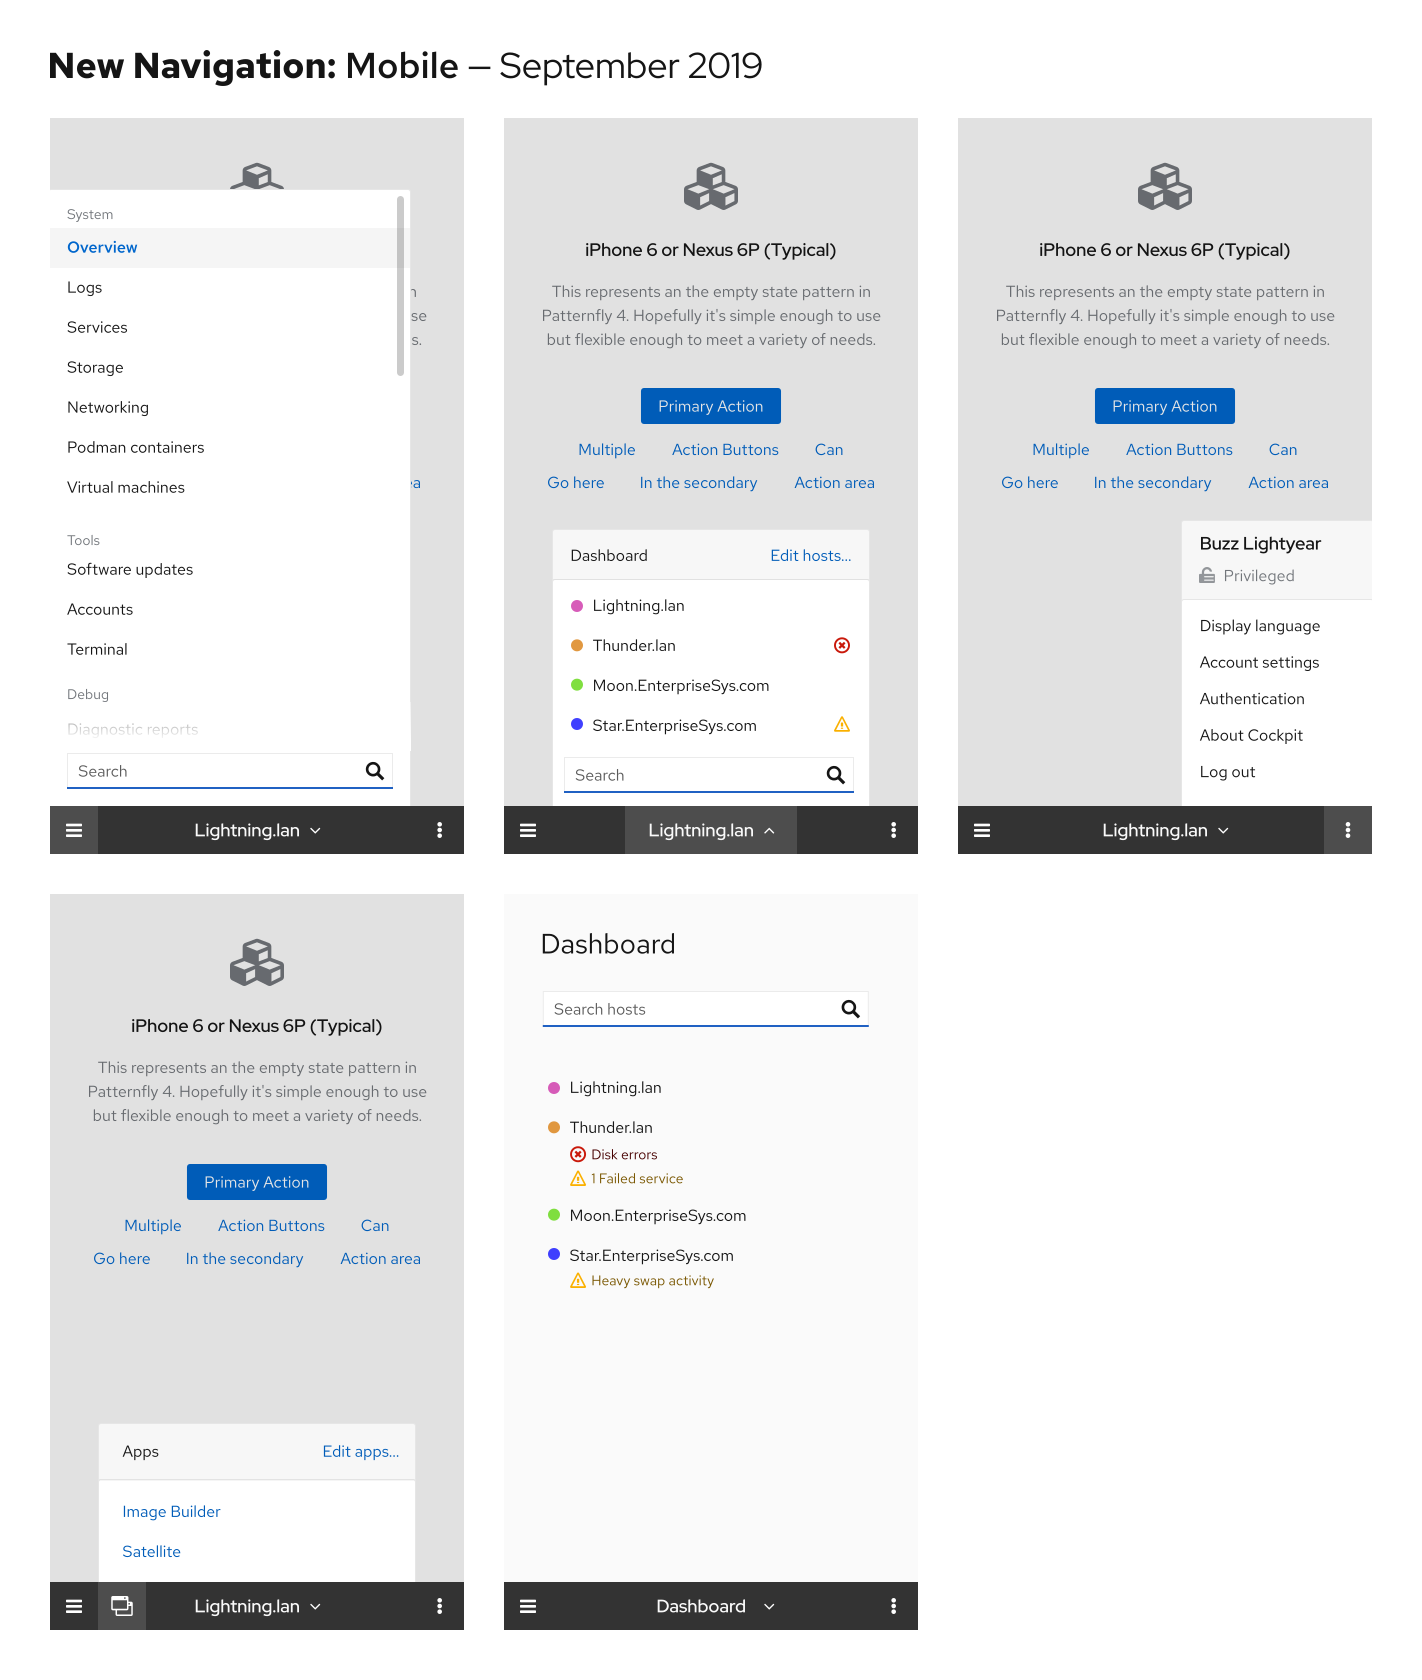 New Navigation: Mobile — September 2019
System
Overview
Logs
Services
Storage
Networking
Podman containers
Virtual machines
Tools
Software updates
Accounts
Terminal
Debug
Diagnostic reports
Search
n
se
s.
ea
Lightning.lan
iPhone 6 or Nexus 6P (Typical)
This represents an the empty state pattern in
Patternfly 4. Hopefully it's simple enough to use
but flexible enough to meet a variety of needs.
Primary Action
Multiple Action Buttons Can
Go here In the secondary Action area
Dashboard Edit hosts...
Lightning.lan
Thunder.lan
Moon.EnterpriseSys.com
Star.EnterpriseSys.com
Search
Lightning.lan
iPhone 6 or Nexus 6P (Typical)
This represents an the empty state pattern in
Patternfly 4. Hopefully it's simple enough to use
but flexible enough to meet a variety of needs.
Primary Action
Multiple Action Buttons Can
Go here In the secondary Action area
Buzz Lightyear
Privileged
Display language
Account settings
Authentication
About Cockpit
Log out
Lightning.lan
iPhone 6 or Nexus 6P (Typical)
This represents an the empty state pattern in
Patternfly 4. Hopefully it's simple enough to use
but flexible enough to meet a variety of needs.
Primary Action
Multiple Action Buttons Can
Go here In the secondary Action area
Apps Edit apps...
Image Builder
Satellite
Lightning.lan
Dashboard
Search hosts
Lightning.lan
Thunder.lan
Disk errors
1 Failed service
Moon.EnterpriseSys.com
Star.EnterpriseSys.com
Heavy swap activity
Dashboard